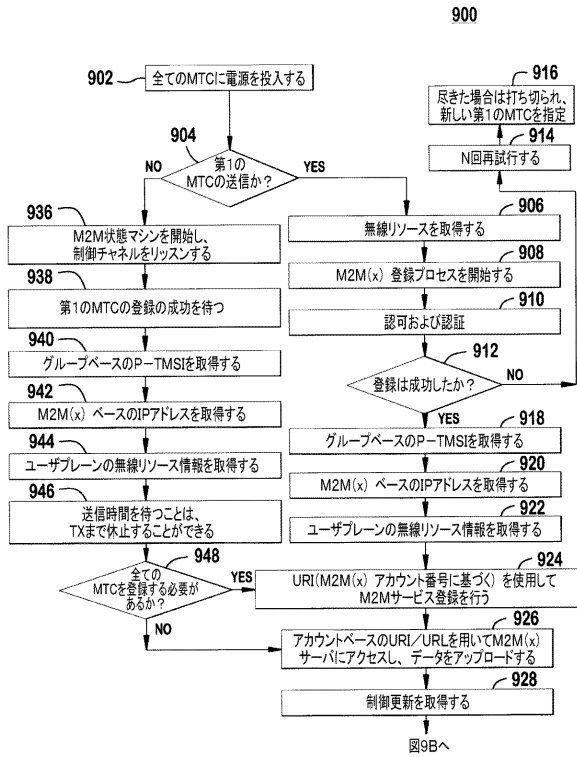 900
902
全てのMTCに電源を投入する
904
第1の
MTCの送信か？
NO
YES
916
尽きた場合は打ち切られ、
新しい第1のMTCを指定
914
N回再試行する
936
M2M状態マシンを開始し、
制御チャネルをリッスンする
938
第1のMTCの登録の成功を待つ
940
グループベースのP－TMSIを取得する
942
M2M(x) ベースのIPアドレスを取得する
944
ユーザプレーンの無線リソース情報を取得する
946
送信時間を待つことは、
TXまで休止することができる
948
全ての
MTCを登録する必要が
あるか？
YES
NO
906
無線リソースを取得する
908
M2M(x) 登録プロセスを開始する
910
認可および認証
912
登録は成功したか？
NO
YES
918
グループベースのP－TMSIを取得する
920
M2M(x) ベースのIPアドレスを取得する
922
ユーザプレーンの無線リソース情報を取得する
924
URI(M2M(x) アカウント番号に基づく) を使用して
M2Mサービス登録を行う
926
アカウントベースのURI／URLを用いてM2M(x)
サーバにアクセスし、データをアップロードする
928
制御更新を取得する
図9Bへ